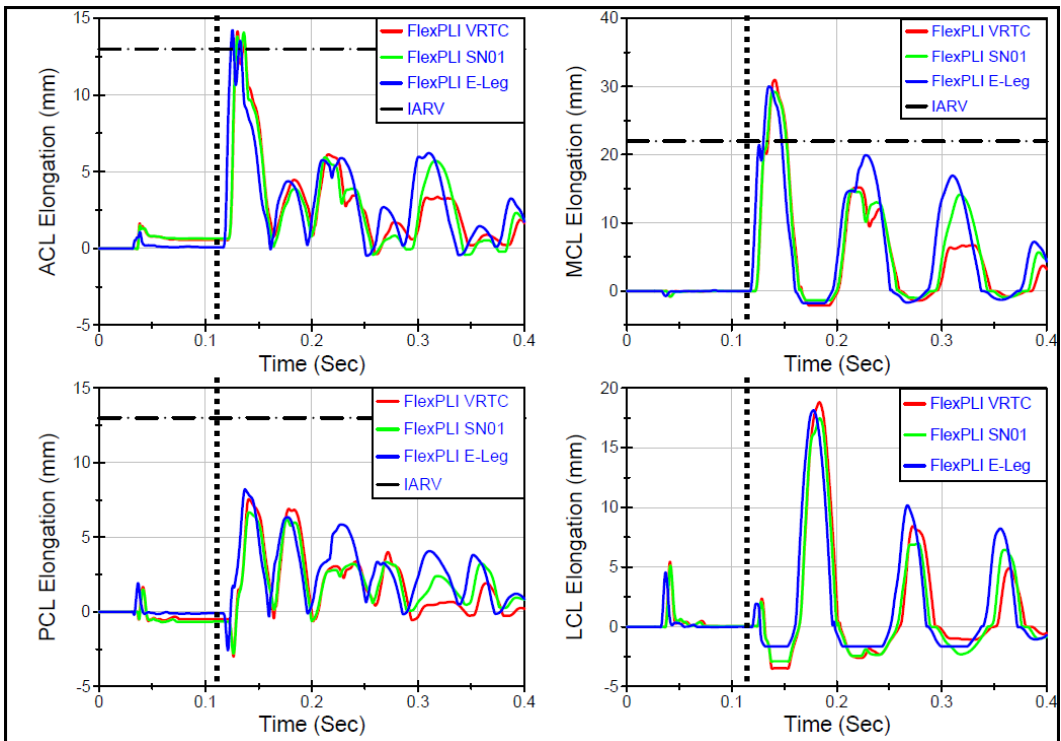 ACL Elongation (mm)
15
10
5
0
-5
0
0.1
0.2
0.3
0.4
Time (Sec)
FlexPLI VRTC
FlexPLI SN01
FlexPLI E-Leg
IARV
MCL Elongation (mm)
40
30
20
10
0
-5
0
0.1
0.2
0.3
0.4
Time (Sec)
FlexPLI VRTC
FlexPLI SN01
FlexPLI E-Leg
IARV
PCL Elongation (mm)
15
10
5
0
-5
0
0.1
0.2
0.3
0.4
Time (Sec)
FlexPLI VRTC
FlexPLI SN01
FlexPLI E-Leg
IARV
LCL Elongation (mm)
20
15
10
5
0
-5
0
0.1
0.2
0.3
0.4
Time (Sec)
FlexPLI VRTC
FlexPLI SN01
FlexPLI E-Leg